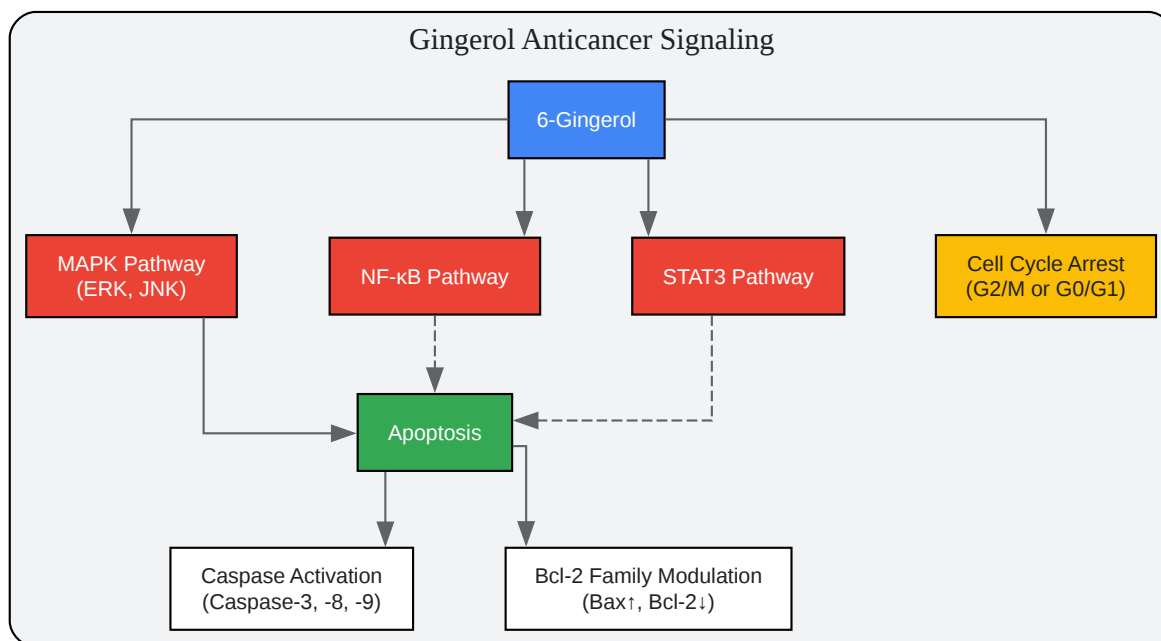 Gingerol Anticancer Signaling
6-Gingerol
MAPK Pathway
(ERK, JNK)
NF-κB Pathway
STAT3 Pathway
Cell Cycle Arrest
(G2/M or G0/G1)
Apoptosis
Caspase Activation
(Caspase-3, -8, -9)
Bcl-2 Family Modulation
(Bax↑, Bcl-2↓)